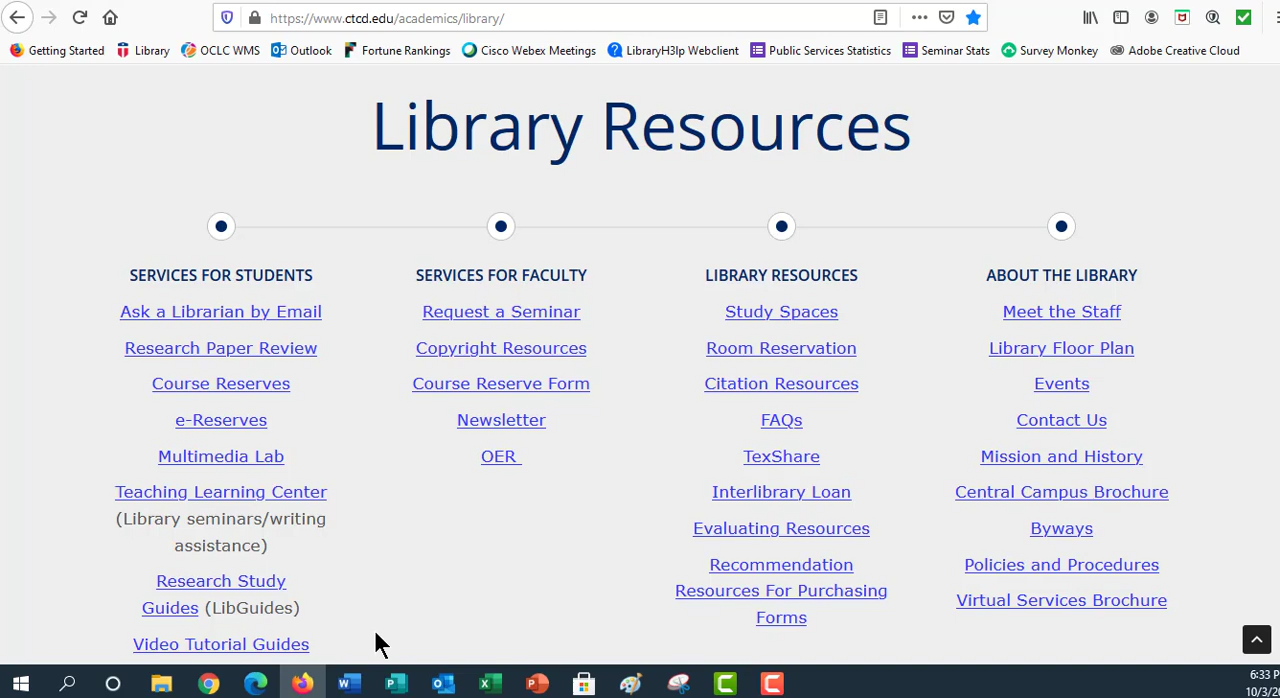 https://www.ctcd.edu/academics/library/
Getting Started Library OCLC WMS Outlook Fortune Rankings Cisco Webex Meetings LibraryH3lp Webclient Public Services Statistics Seminar Stats Survey Monkey Adobe Creative Cloud
Library Resources
SERVICES FOR STUDENTS
Ask a Librarian by Email
Research Paper Review
Course Reserves
e-Reserves
Multimedia Lab
Teaching Learning Center
(Library seminars/writing
assistance)
Research Study
Guides (LibGuides)
Video Tutorial Guides
SERVICES FOR FACULTY
Request a Seminar
Copyright Resources
Course Reserve Form
Newsletter
OER
LIBRARY RESOURCES
Study Spaces
Room Reservation
Citation Resources
FAQs
TexShare
Interlibrary Loan
Evaluating Resources
Recommendation
Resources For Purchasing
Forms
ABOUT THE LIBRARY
Meet the Staff
Library Floor Plan
Events
Contact Us
Mission and History
Central Campus Brochure
Byways
Policies and Procedures
Virtual Services Brochure
6:33 P
10/3/2